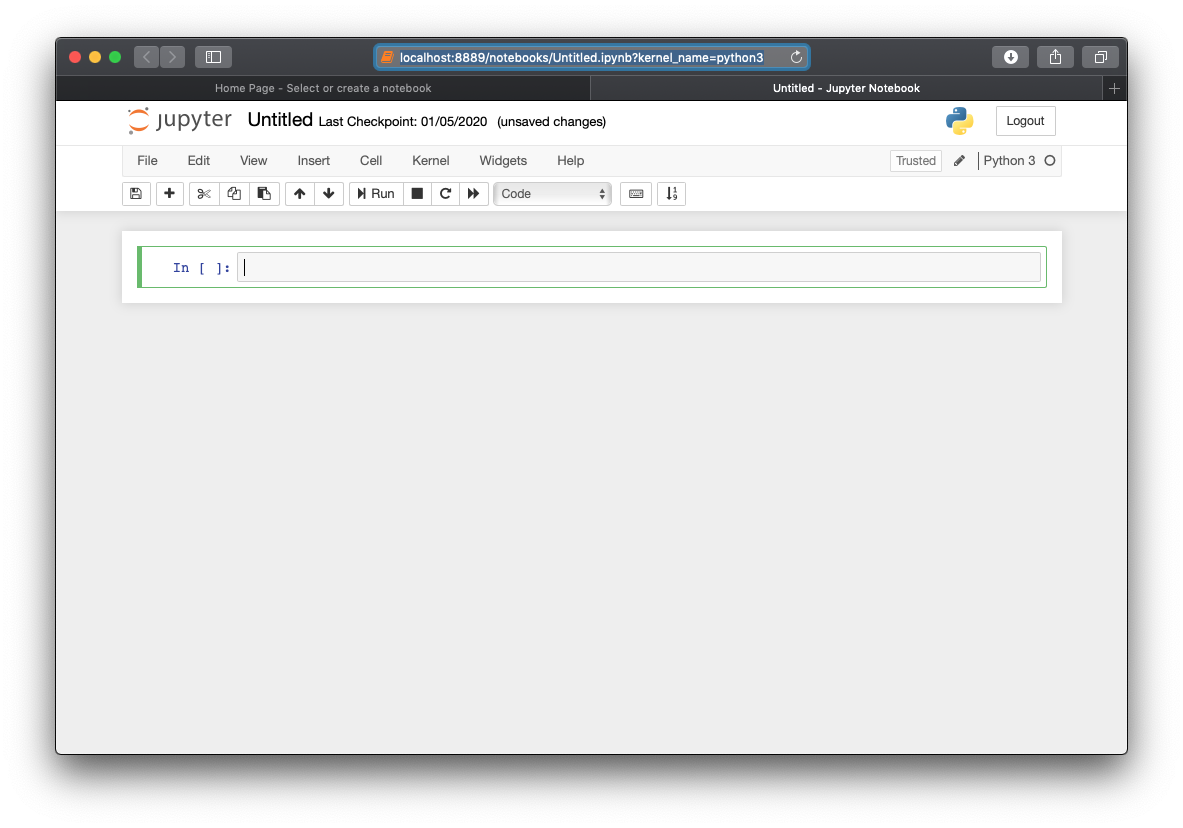 localhost:8889/notebooks/Untitled.ipynb?kernel_name=python3
Home Page - Select or create a notebook Untitled - Jupyter Notebook
jupyter Untitled Last Checkpoint: 01/05/2020 (unsaved changes) Logout
File Edit View Insert Cell Kernel Widgets Help Trusted Python 3
Run Code
In [ ]: